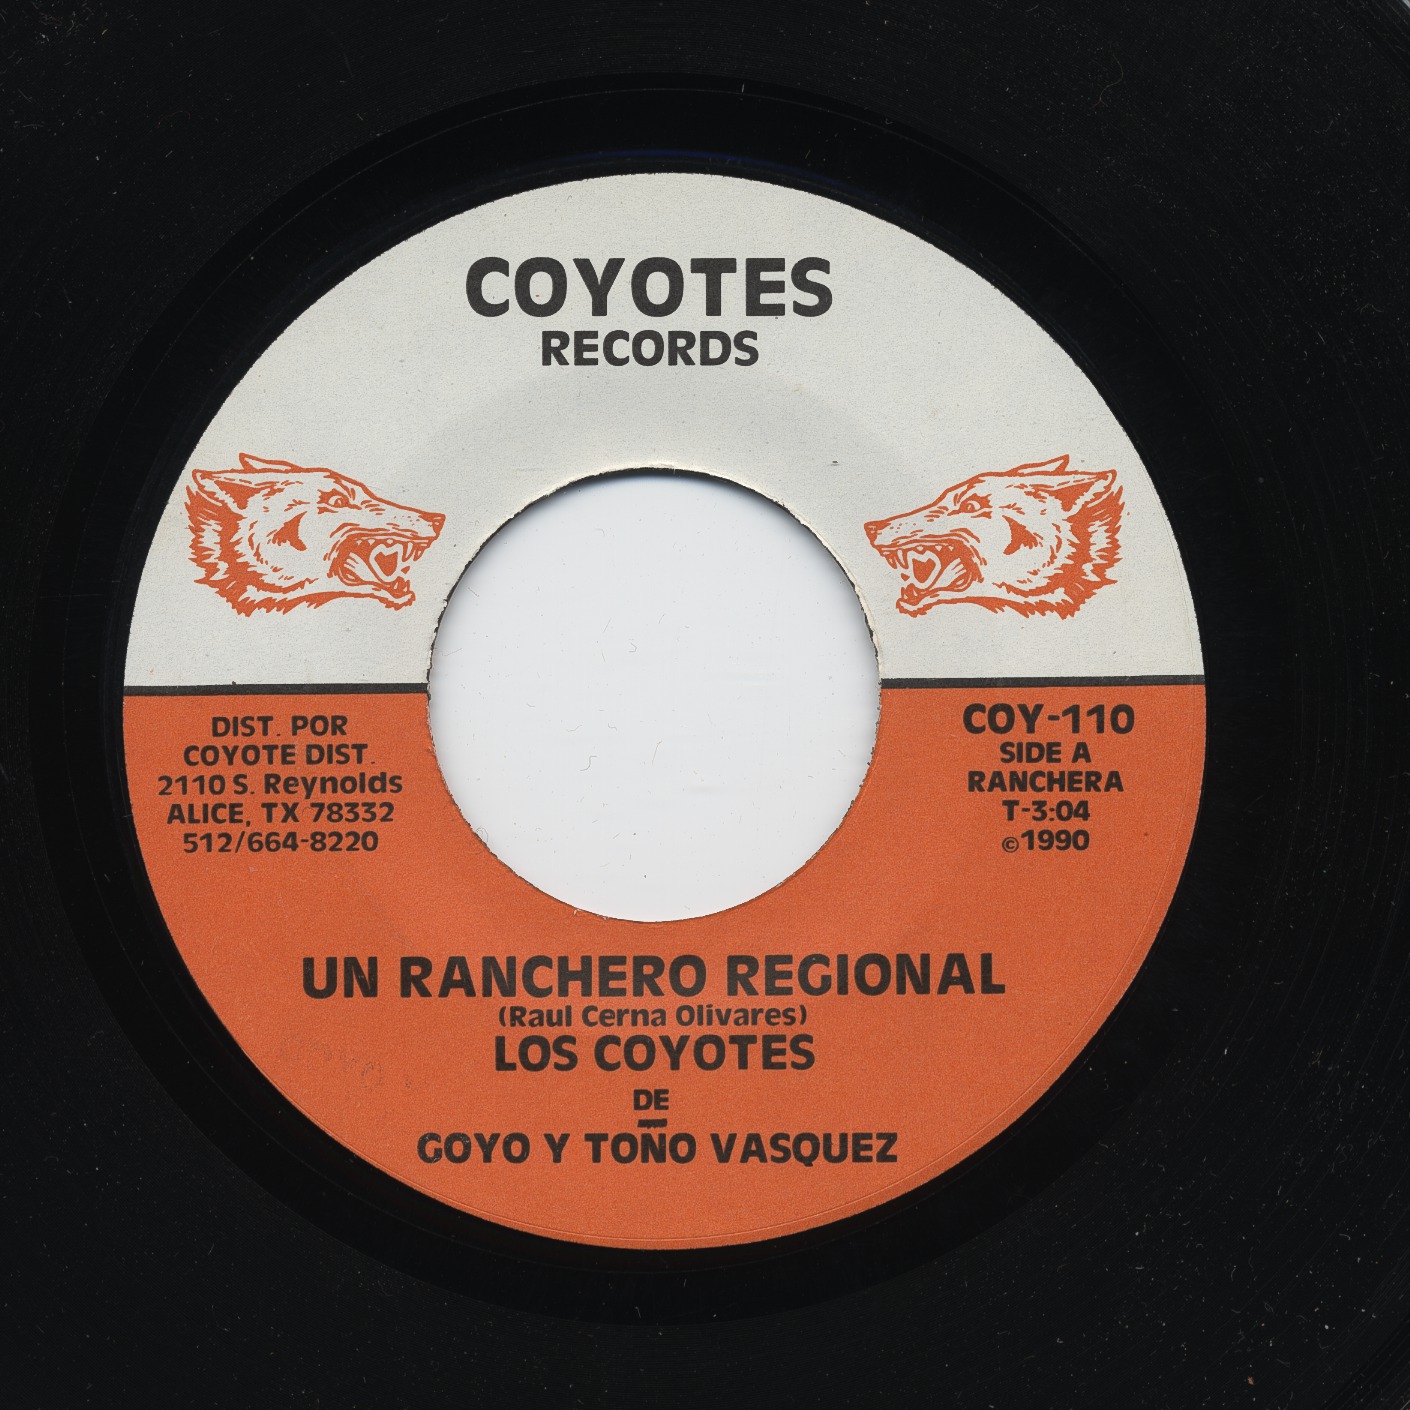 COYOTES
RECORDS
DIST. POR
COYOTE DIST.
2110 S. Reynolds
ALICE, TX 78332
512/664-8220
COY-110
SIDE A
RANCHERA
T-3:04
©1990
UN RANCHERO REGIONAL
(Raul Cerna Olivares)
LOS COYOTES
DE
GOYO Y TOÑO VASQUEZ